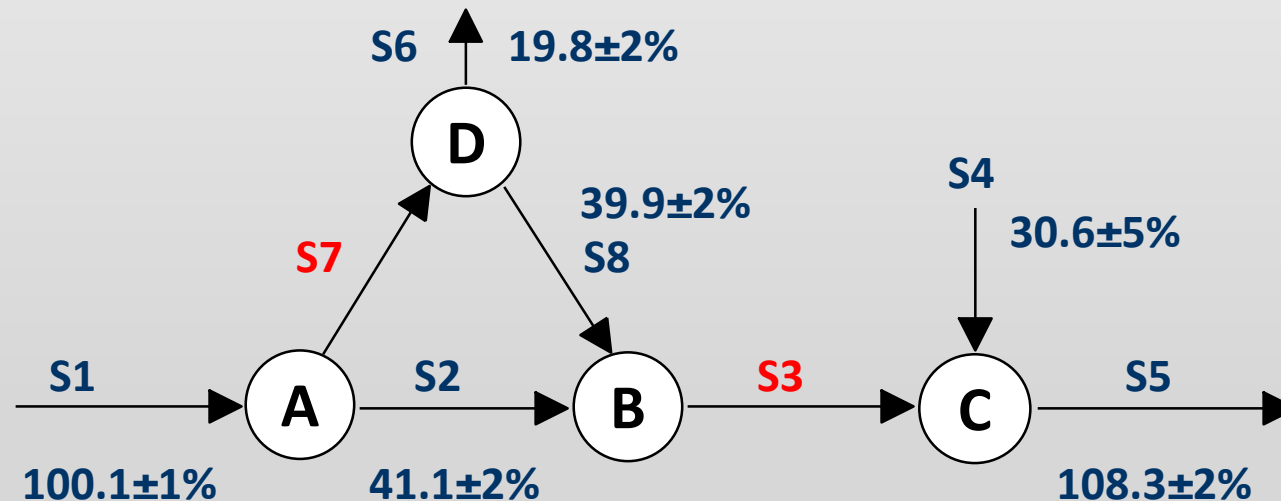 S6 19.8±2%
D
S4
39.9±2%
30.6±5%
S7 S8
S1 S2 S3 S5
A B C
100.1±1% 41.1±2% 108.3±2%